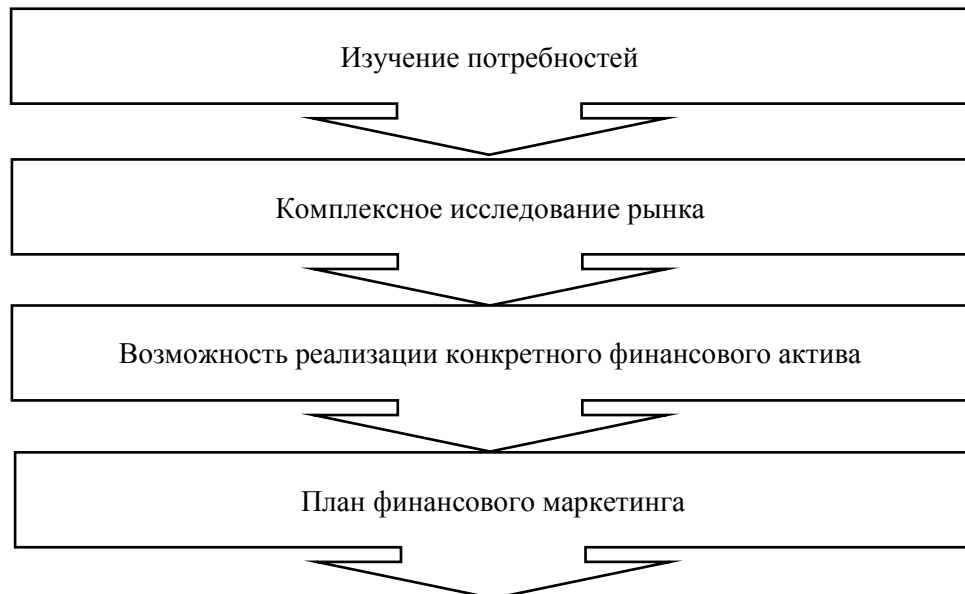 Изучение потребностей
Комплексное исследование рынка
Возможность реализации конкретного финансового актива
План финансового маркетинга